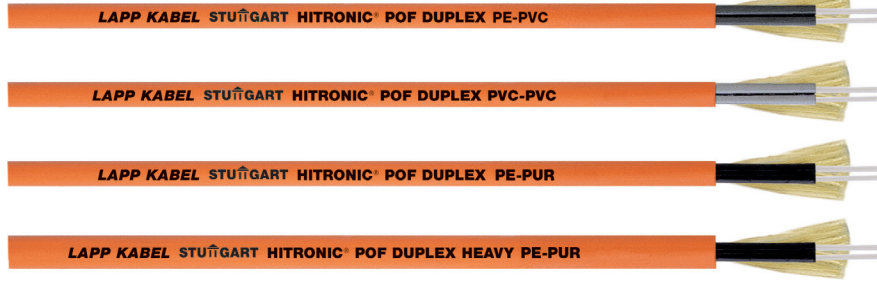 LAPP KABEL STUTTGART HITRONIC® POF DUPLEX PE-PVC
LAPP KABEL STUTTGART HITRONIC® POF DUPLEX PVC-PVC
LAPP KABEL STUTTGART HITRONIC® POF DUPLEX PE-PUR
LAPP KABEL STUTTGART HITRONIC® POF DUPLEX HEAVY PE-PUR